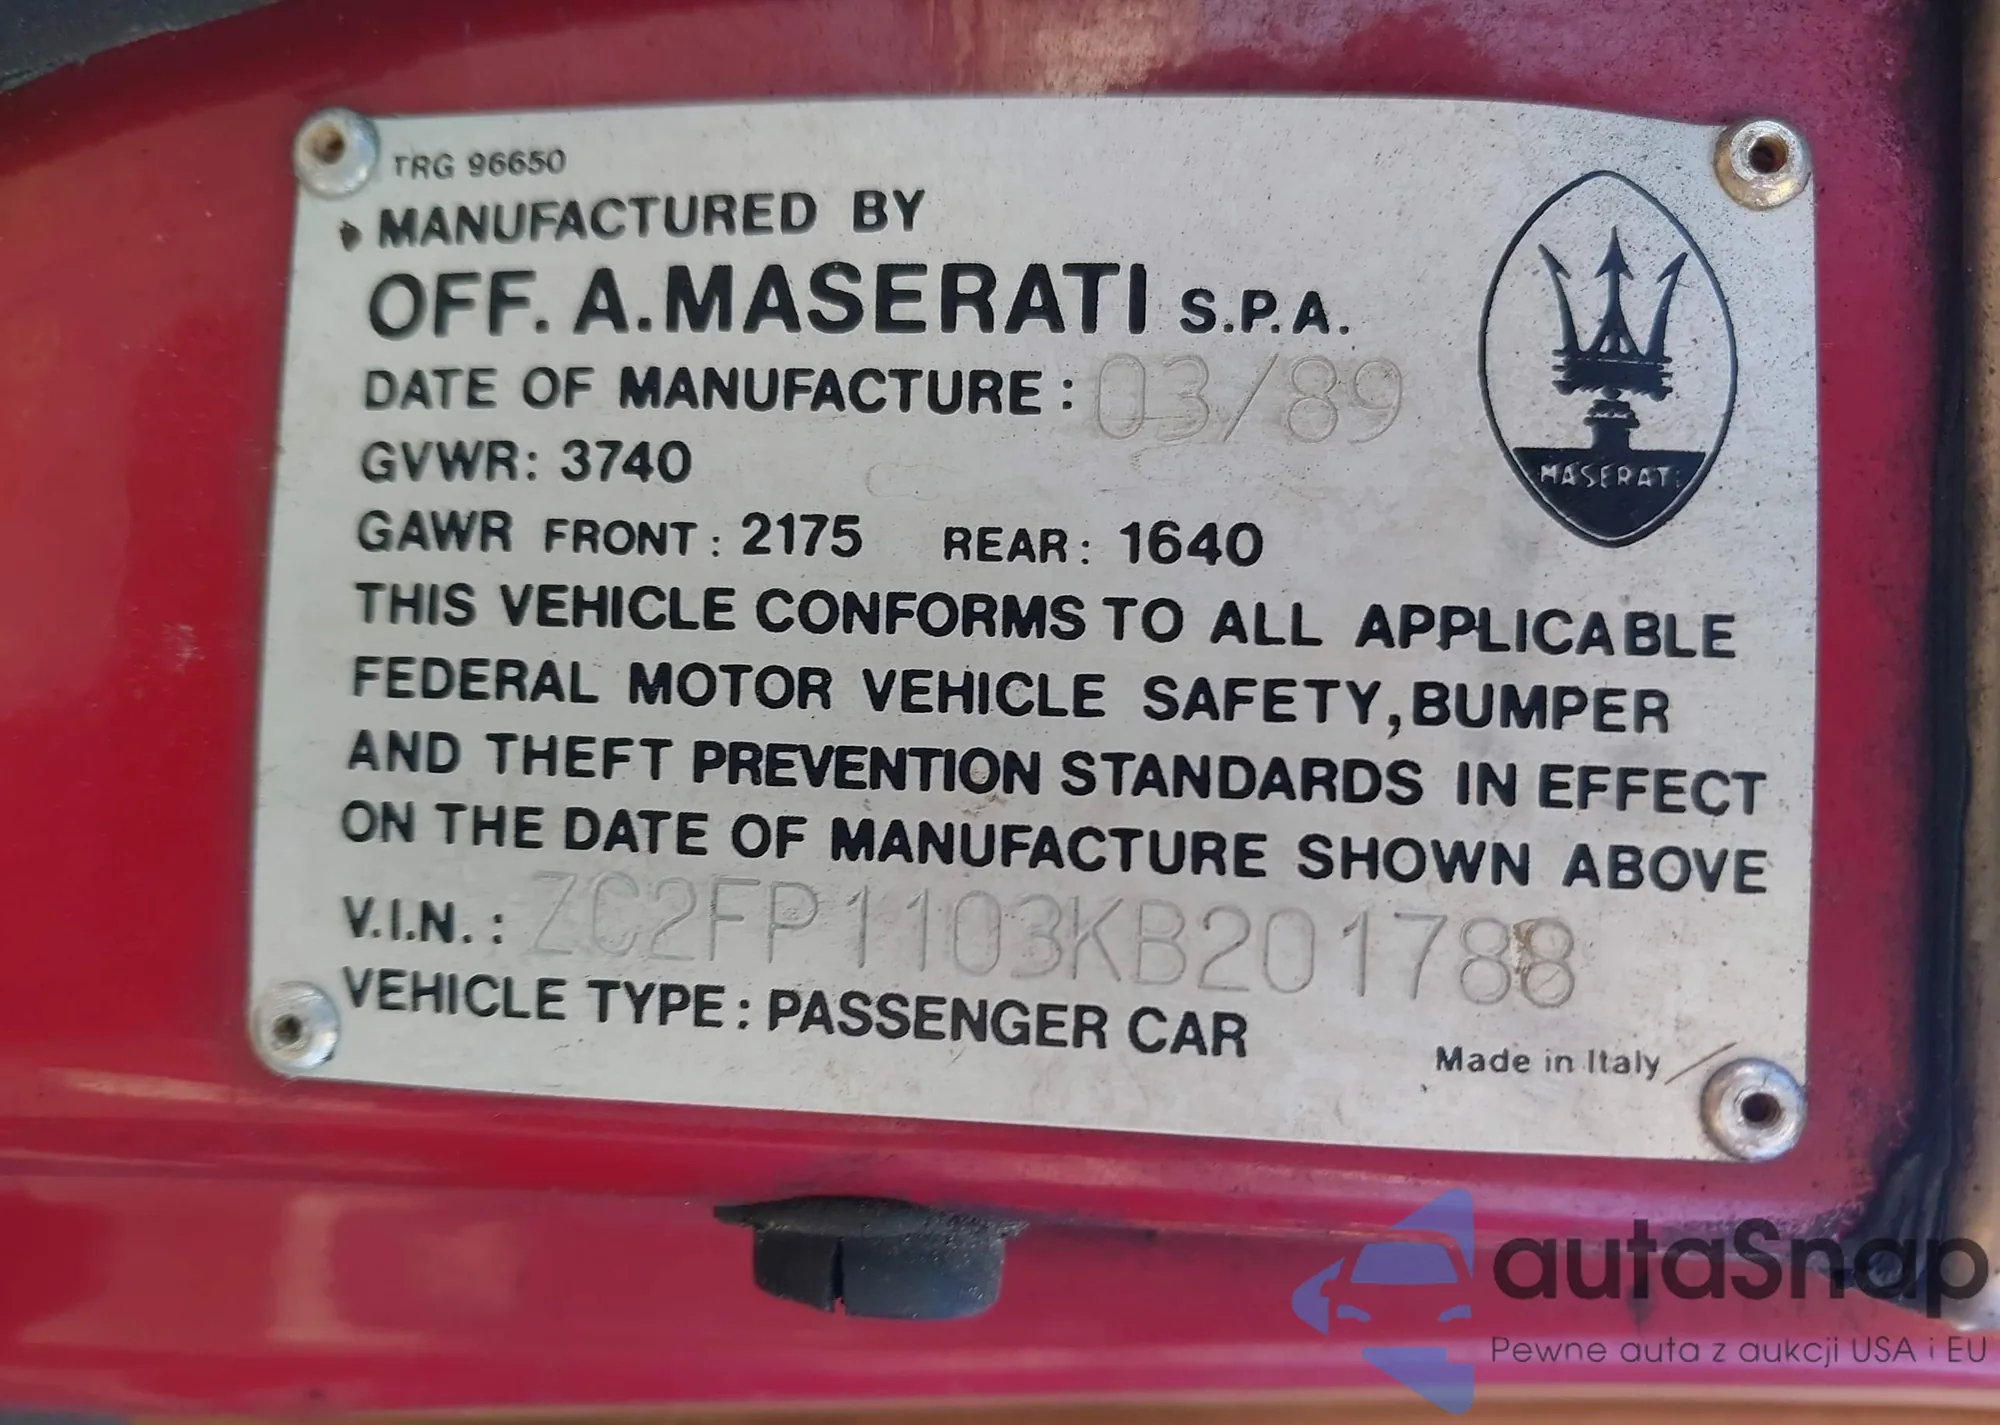 TRG 96650
MANUFACTURED BY
OFF. A.MASERATI S.P.A.
DATE OF MANUFACTURE: 03/89
GVWR: 3740
GAWR FRONT: 2175 REAR: 1640
THIS VEHICLE CONFORMS TO ALL APPLICABLE
FEDERAL MOTOR VEHICLE SAFETY, BUMPER
AND THEFT PREVENTION STANDARDS IN EFFECT
ON THE DATE OF MANUFACTURE SHOWN ABOVE
V.I.N.: ZC2FP1103KB201788
VEHICLE TYPE: PASSENGER CAR
Made in Italy
MASERATI
autaSnap
Pewne auta z aukcji USA i EU